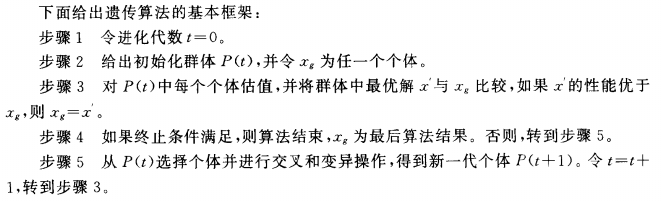 下面给出遗传算法的基本框架：
步骤1 令进化代数t=0。
步骤2 给出初始化群体P(t),并令xg为任一个个体。
步骤3 对P(t)中每个个体估值,并将群体中最优解x'与xg比较,如果x'的性能优于
xg,则xg=x'。
步骤4 如果终止条件满足,则算法结束,xg为最后算法结果。否则,转到步骤5。
步骤5 从P(t)选择个体并进行交叉和变异操作,得到新一代个体P(t+1)。令t=t+
1,转到步骤3。